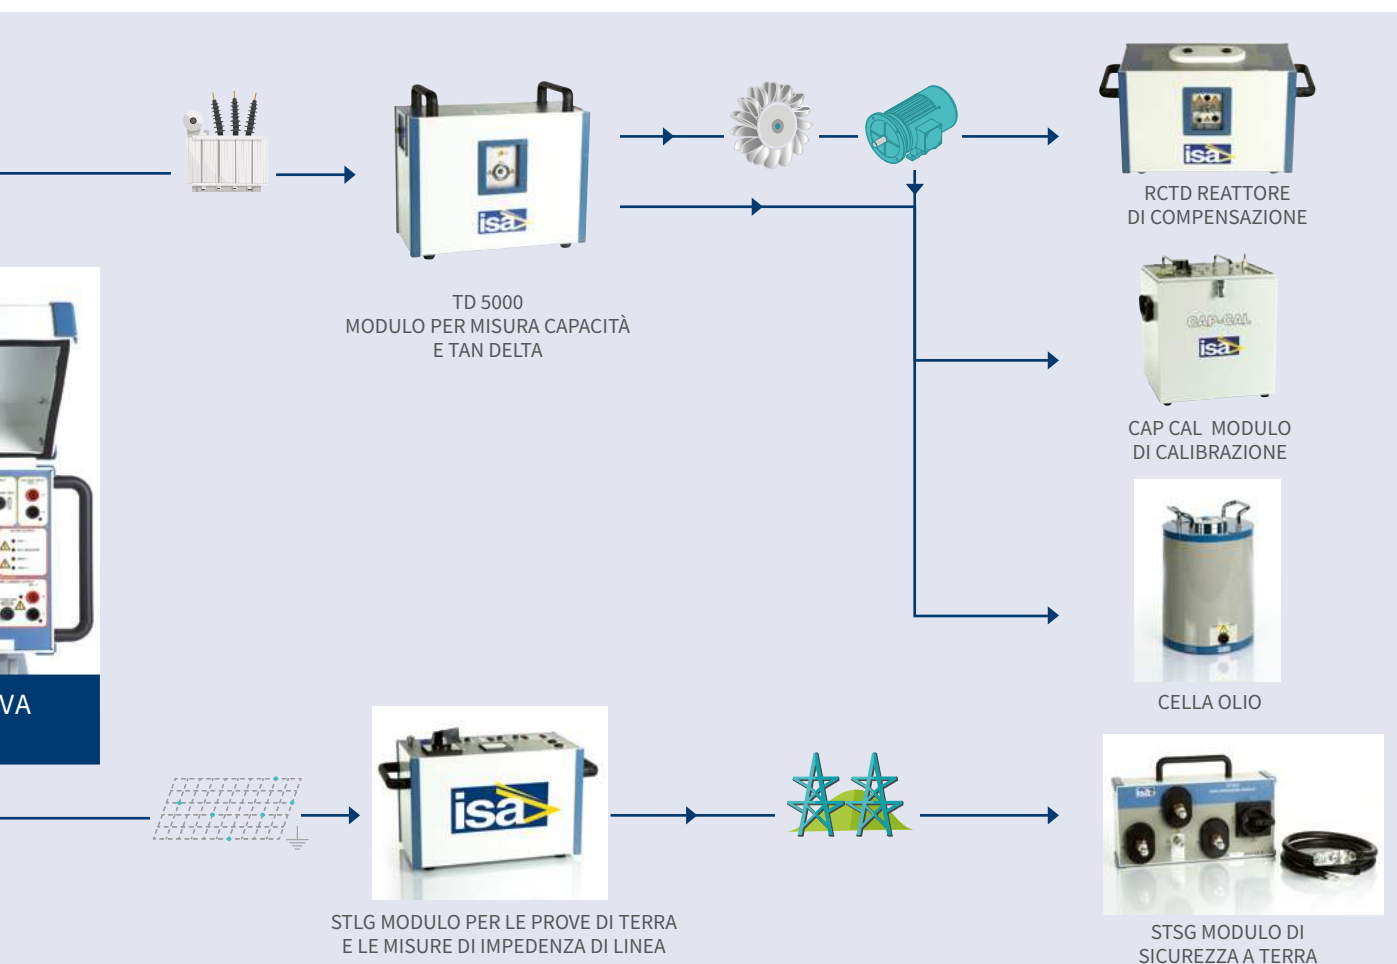 isa
isa
RCTD REATTORE
DI COMPENSAZIONE
TD 5000
MODULO PER MISURA CAPACITÀ
E TAN DELTA
CAP-CAL
isa
CAP CAL MODULO
DI CALIBRAZIONE
CELLA OLIO
VA
isa
STLG MODULO PER LE PROVE DI TERRA
E LE MISURE DI IMPEDENZA DI LINEA
isa
STSG MODULO DI
SICUREZZA A TERRA